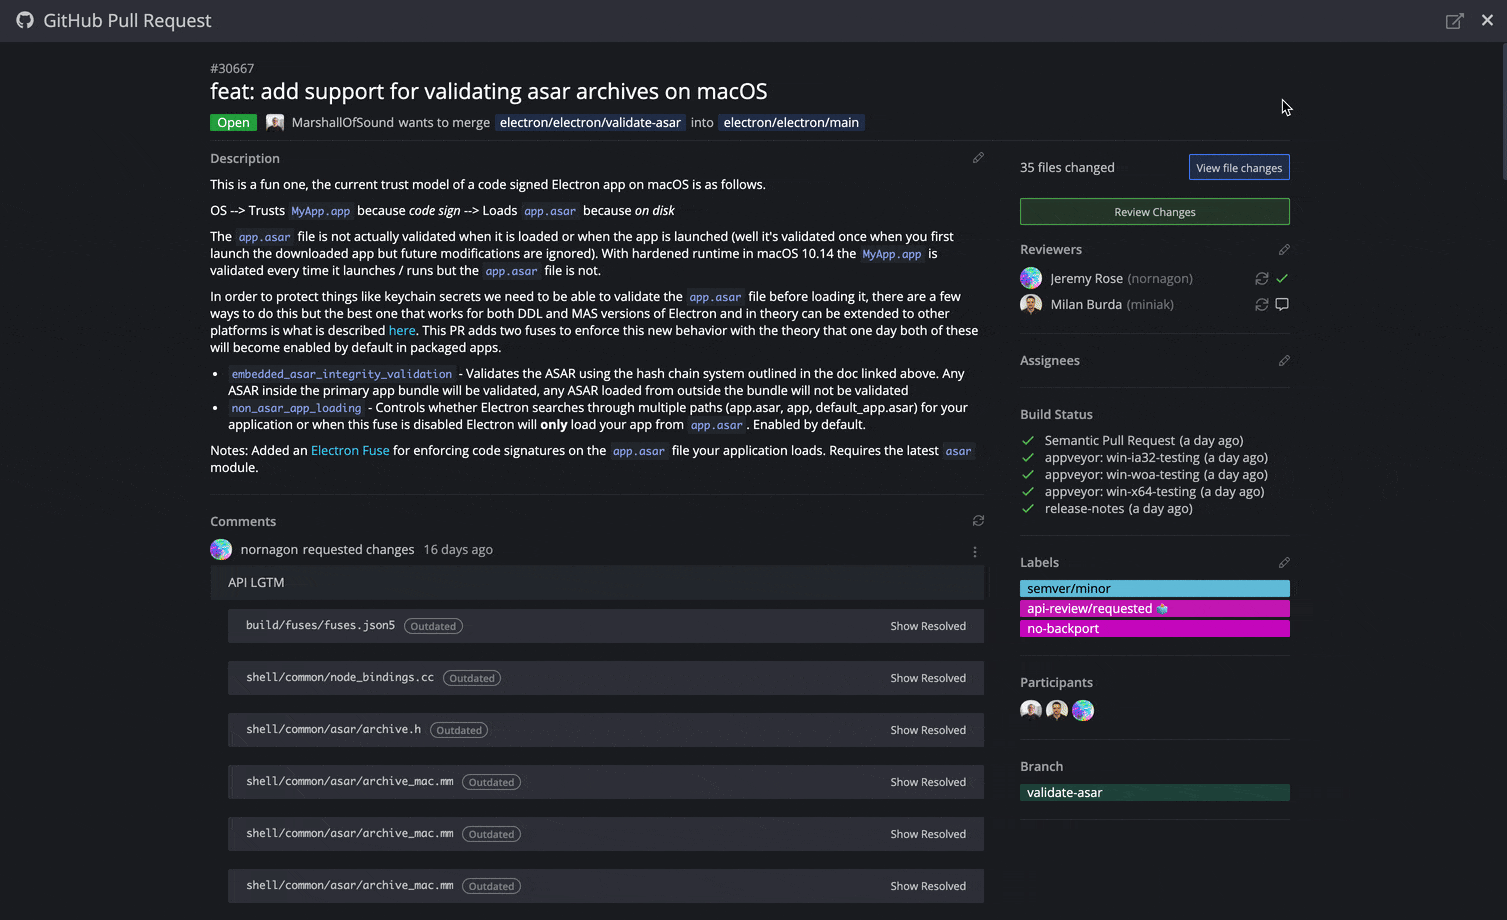 GitHub Pull Request
#30667
feat: add support for validating asar archives on macOS
Open MarshallOfSound wants to merge electron/electron/validate-asar into electron/electron/main
Description
This is a fun one, the current trust model of a code signed Electron app on macOS is as follows.
OS --> Trusts MyApp.app because code sign --> Loads app.asar because on disk
The app.asar file is not actually validated when it is loaded or when the app is launched (well it's validated once when you first
launch the downloaded app but future modifications are ignored). With hardened runtime in macOS 10.14 the MyApp.app is
validated every time it launches / runs but the app.asar file is not.
In order to protect things like keychain secrets we need to be able to validate the app.asar file before loading it, there are a few
ways to do this but the best one that works for both DDL and MAS versions of Electron and in theory can be extended to other
platforms is what is described here. This PR adds two fuses to enforce this new behavior with the theory that one day both of these
will become enabled by default in packaged apps.
• embedded_asar_integrity_validation - Validates the ASAR using the hash chain system outlined in the doc linked above. Any
ASAR inside the primary app bundle will be validated, any ASAR loaded from outside the bundle will not be validated
• non_asar_app_loading - Controls whether Electron searches through multiple paths (app.asar, app, default_app.asar) for your
application or when this fuse is disabled Electron will only load your app from app.asar. Enabled by default.
Notes: Added an Electron Fuse for enforcing code signatures on the app.asar file your application loads. Requires the latest asar
module.
Comments
nornagon requested changes 16 days ago
API LGTM
build/fuses/fuses.json5 Outdated Show Resolved
shell/common/node_bindings.cc Outdated Show Resolved
shell/common/asar/archive.h Outdated Show Resolved
shell/common/asar/archive_mac.mm Outdated Show Resolved
shell/common/asar/archive_mac.mm Outdated Show Resolved
shell/common/asar/archive_mac.mm Outdated Show Resolved
35 files changed View file changes
Review Changes
Reviewers
Jeremy Rose (nornagon)
Milan Burda (miniak)
Assignees
Build Status
Semantic Pull Request (a day ago)
appveyor: win-ia32-testing (a day ago)
appveyor: win-woa-testing (a day ago)
appveyor: win-x64-testing (a day ago)
release-notes (a day ago)
Labels
semver/minor
api-review/requested
no-backport
Participants
Branch
validate-asar